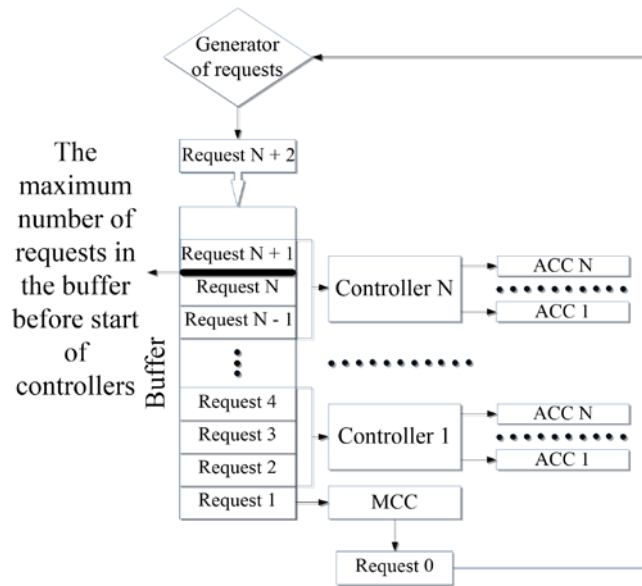 Generator
of requests
Request N + 2
The
maximum
number of
requests in
the buffer
before start
of
controllers
Buffer
Request N + 1
Request N
Request N - 1
Request 4
Request 3
Request 2
Request 1
Controller N
ACC N
ACC 1
Controller 1
ACC N
ACC 1
MCC
Request 0